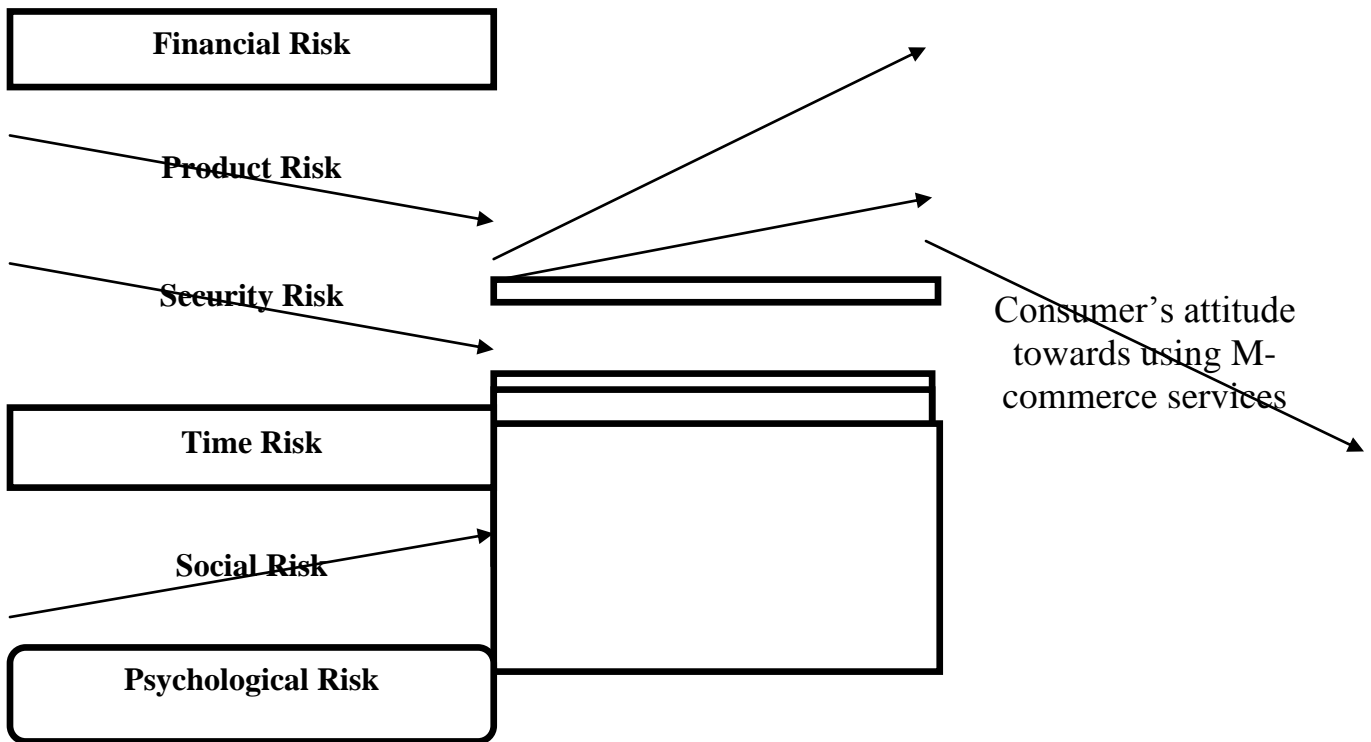 Financial Risk
Product Risk
Security Risk
Time Risk
Social Risk
Psychological Risk
Consumer’s attitude
towards using M-
commerce services